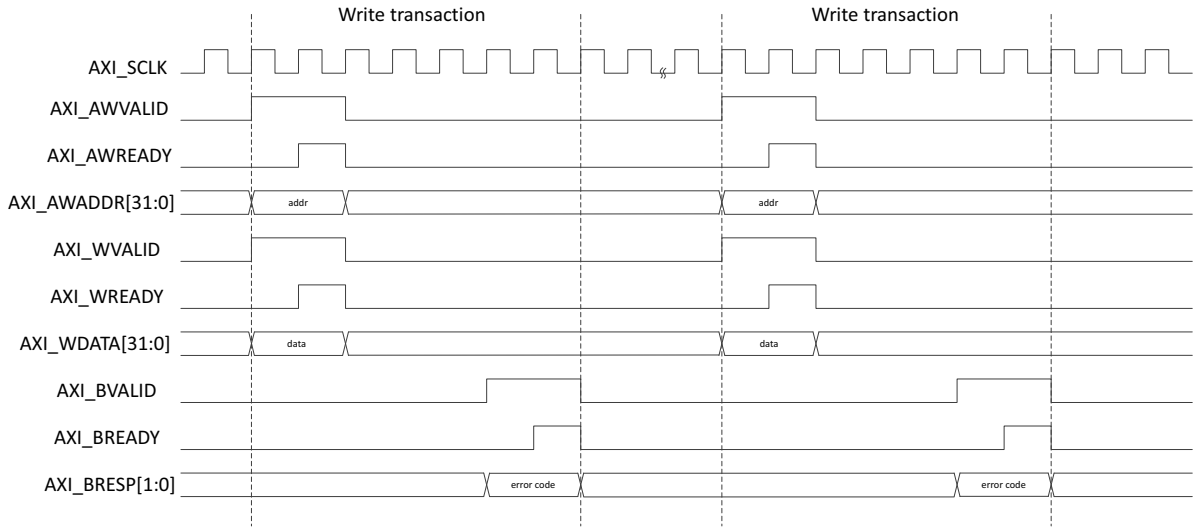 Write transaction Write transaction
AXI_SCLK
AXI_AWVALID
AXI_AWREADY
AXI_AWADDR[31:0] addr addr
AXI_WVALID
AXI_WREADY
AXI_WDATA[31:0] data data
AXI_BVALID
AXI_BREADY
AXI_BRESP[1:0] error code error code